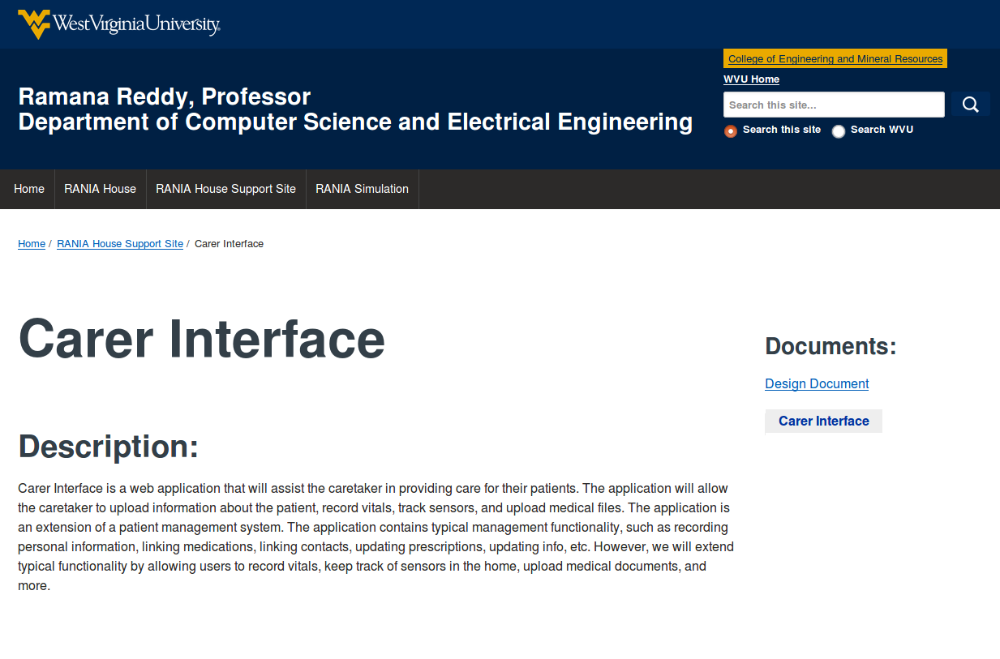 WestVirginiaUniversity.
College of Engineering and Mineral Resources
WVU Home
Ramana Reddy, Professor
Department of Computer Science and Electrical Engineering
Search this site...
Search this site
Search WVU
Home
RANIA House
RANIA House Support Site
RANIA Simulation
Home / RANIA House Support Site / Carer Interface
Carer Interface
Description:
Carer Interface is a web application that will assist the caretaker in providing care for their patients. The application will allow
the caretaker to upload information about the patient, record vitals, track sensors, and upload medical files. The application is
an extension of a patient management system. The application contains typical management functionality, such as recording
personal information, linking medications, linking contacts, updating prescriptions, updating info, etc. However, we will extend
typical functionality by allowing users to record vitals, keep track of sensors in the home, upload medical documents, and
more.
Documents:
Design Document
Carer Interface